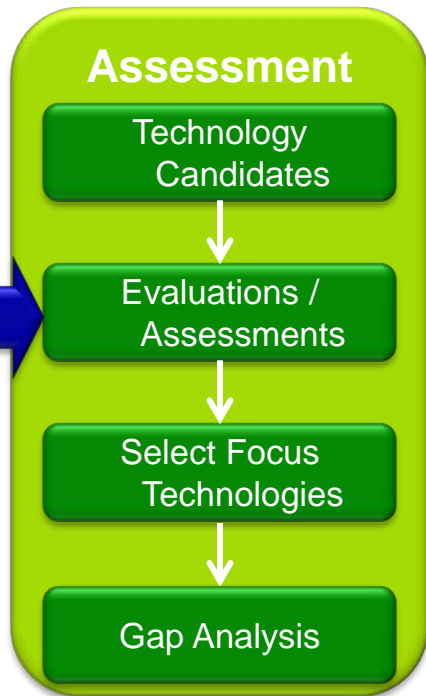 Assessment
Technology
Candidates
Evaluations /
Assessments
Select Focus
Technologies
Gap Analysis